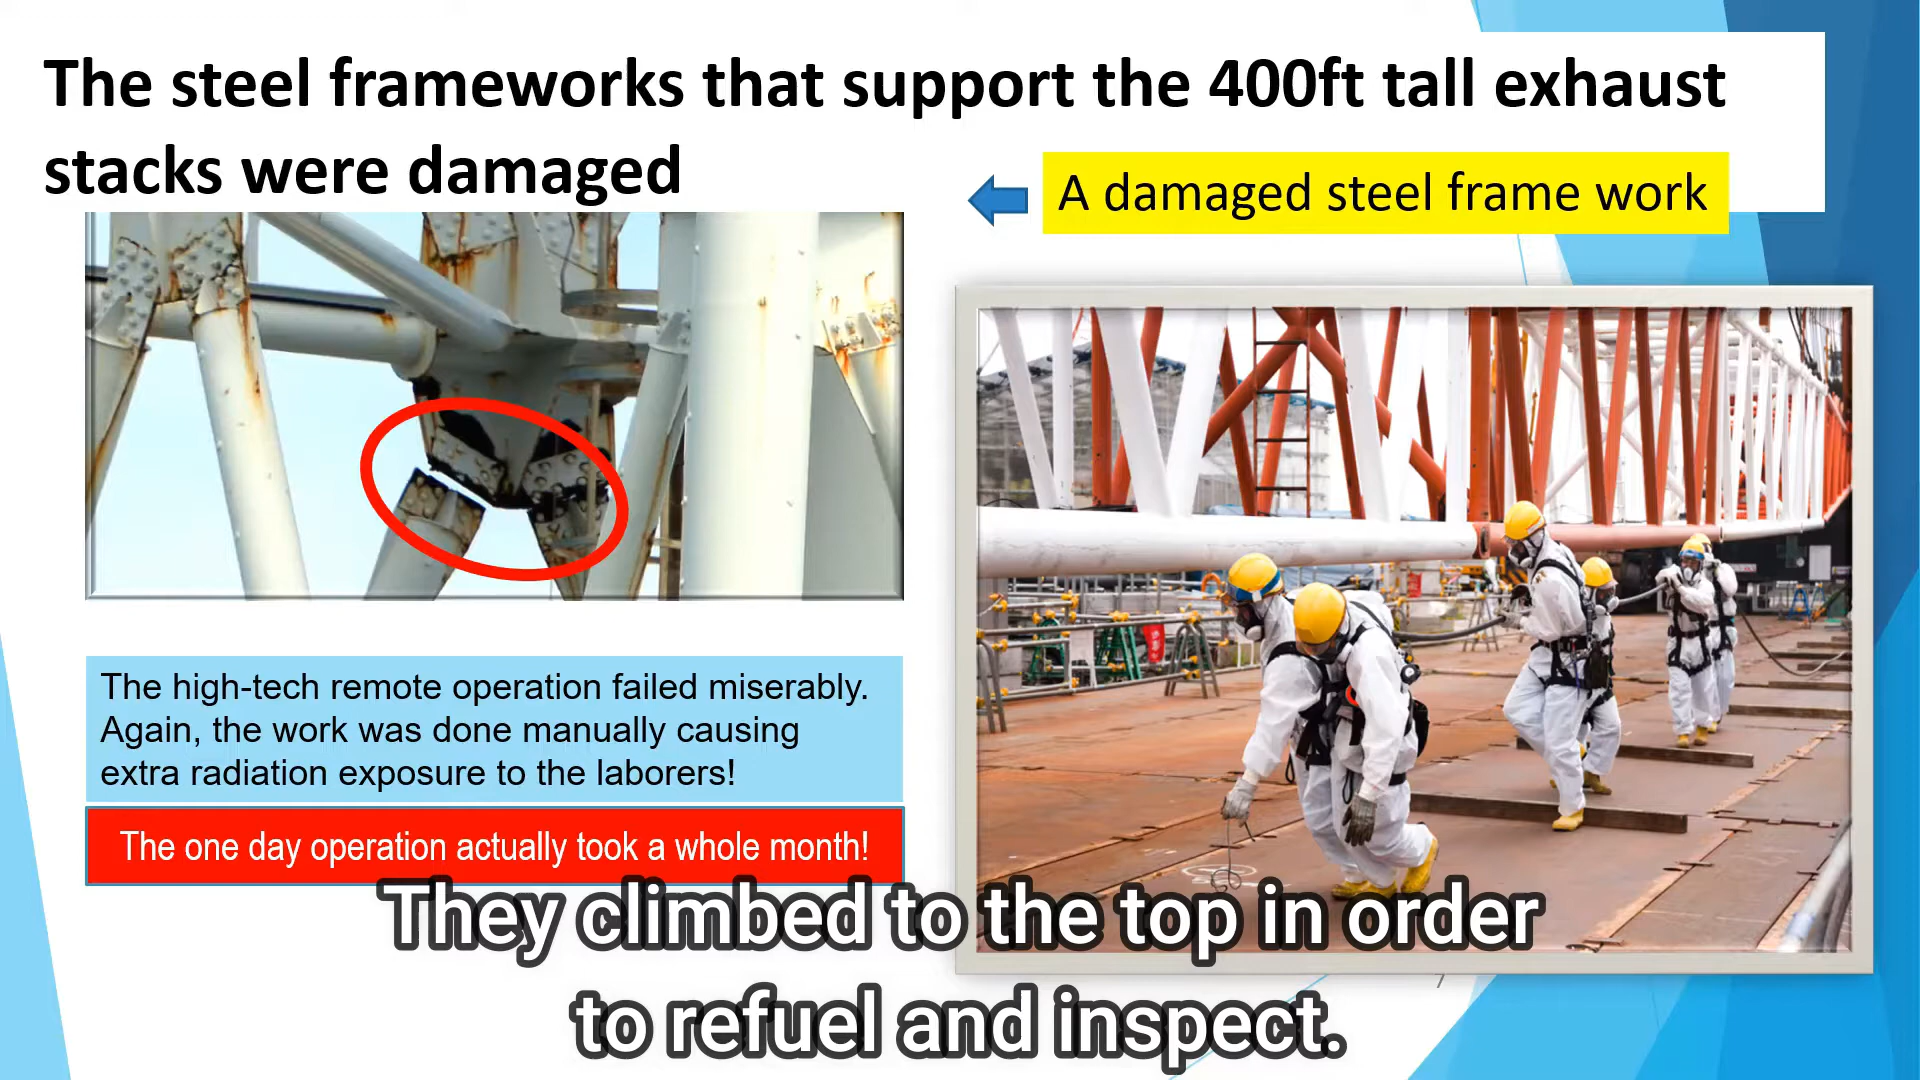 The steel frameworks that support the 400ft tall exhaust
stacks were damaged
A damaged steel frame work
The high-tech remote operation failed miserably.
Again, the work was done manually causing
extra radiation exposure to the laborers!
The one day operation actually took a whole month!
They climbed to the top in order
to refuel and inspect.